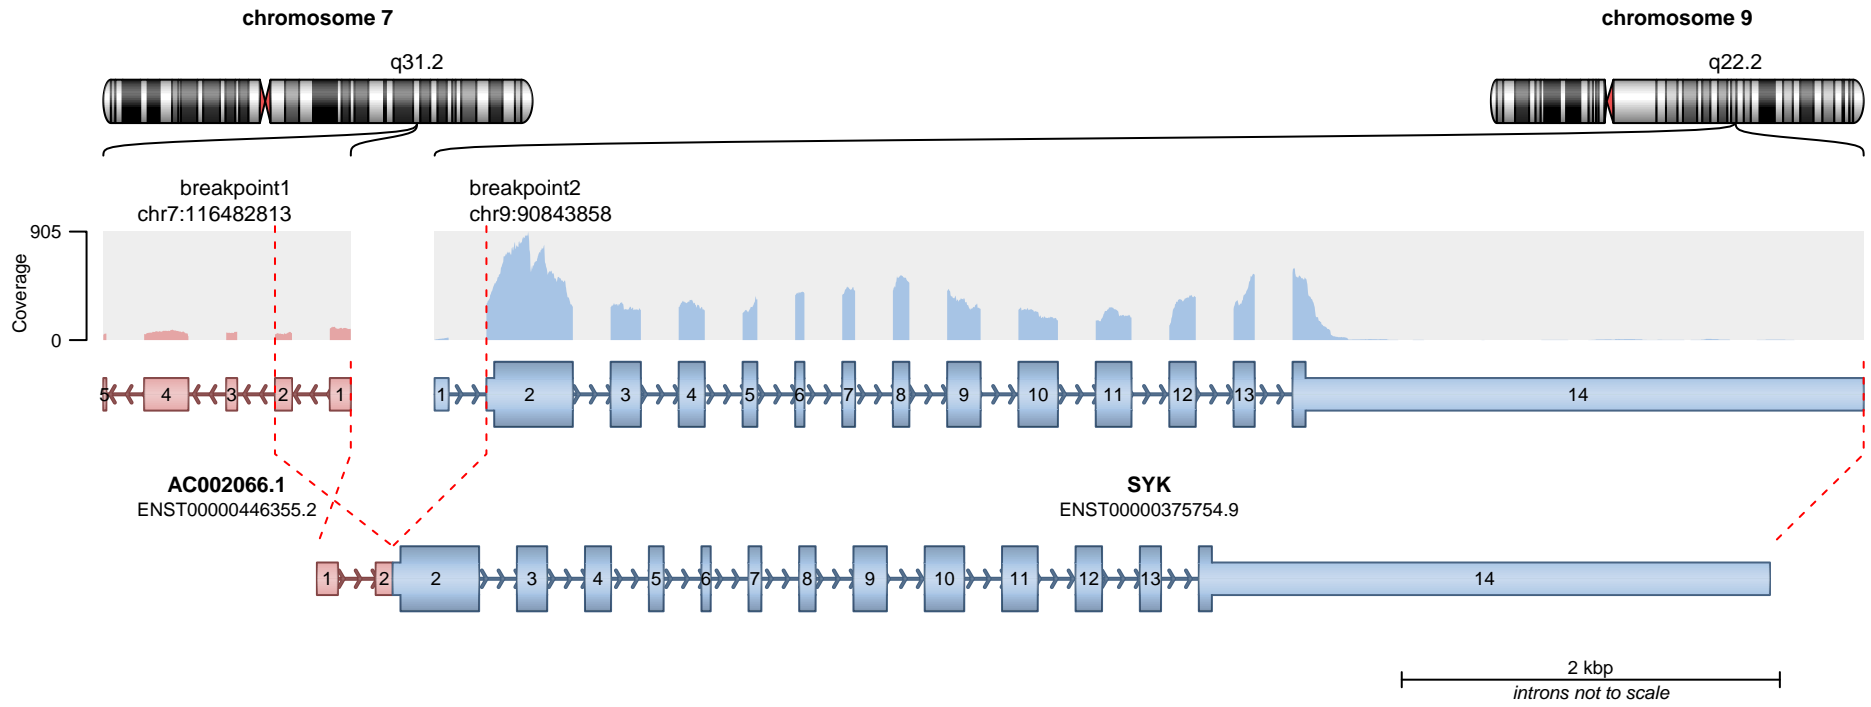 chromosome 7
chromosome 9
q31.2
q22.2
breakpoint1
chr7:116482813
breakpoint2
chr9:90843858
905
Coverage
0
5 4 3 2 1
1 2 3 4 5 6 7 8 9 10 11 12 13 14
AC002066.1
ENST00000446355.2
SYK
ENST00000375754.9
1 2 2 3 4 5 6 7 8 9 10 11 12 13 14
2 kbp
introns not to scale